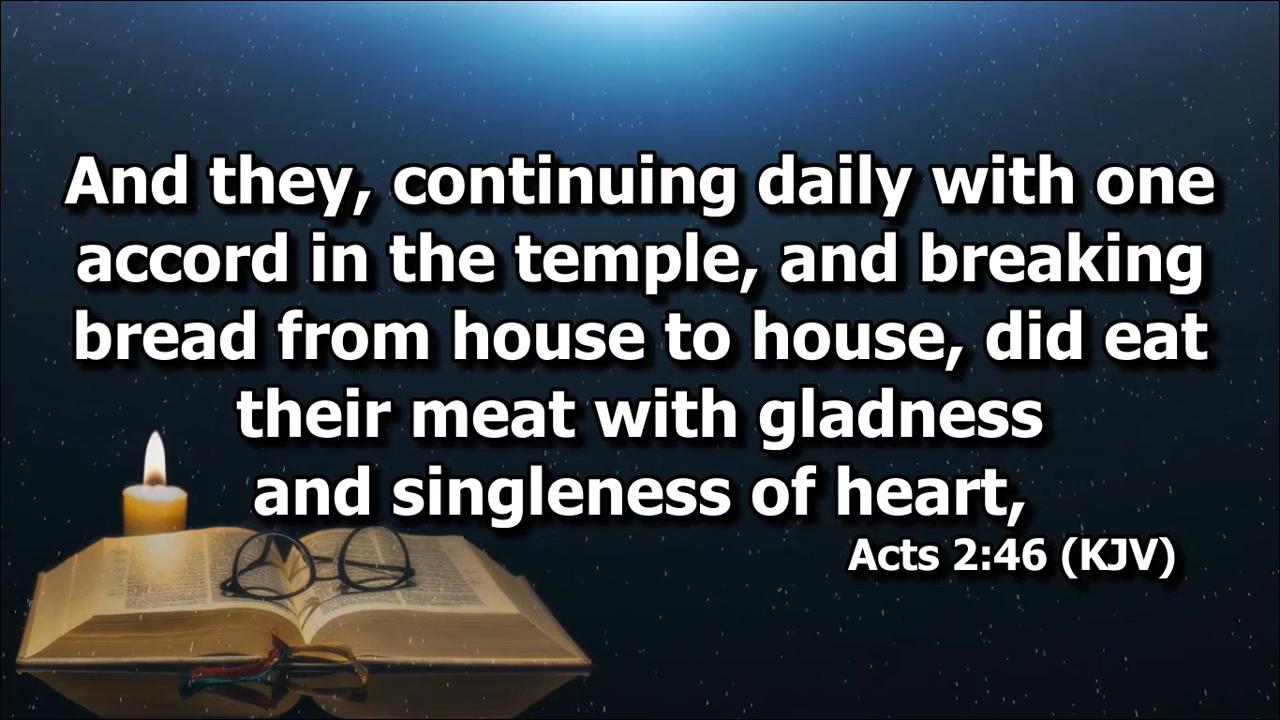 And they, continuing daily with one
accord in the temple, and breaking
bread from house to house, did eat
their meat with gladness
and singleness of heart,
Acts 2:46 (KJV)